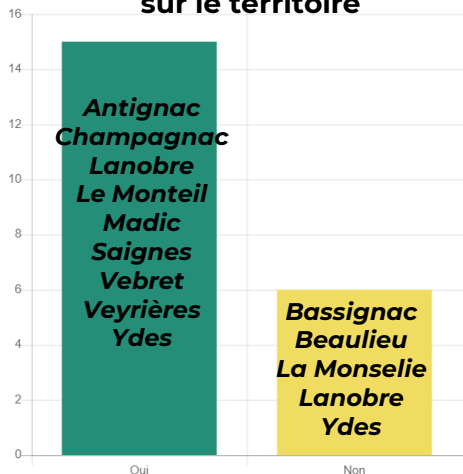 sur le territoire
16
14
12
10
8
6
4
2
0
Antignac
Champagnac
Lanobre
Le Monteil
Madic
Saignes
Vebret
Veyrières
Ydes
Bassignac
Beaulieu
La Monselie
Lanobre
Ydes
Oui
Non